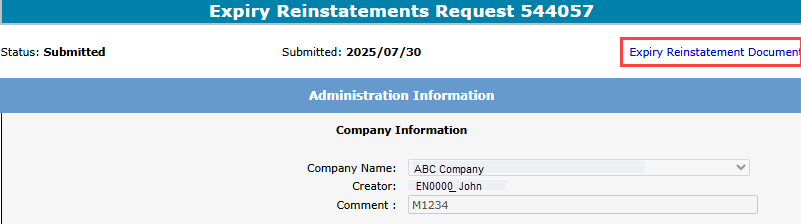 Expiry Reinstatements Request 544057
Status: Submitted Submitted: 2025/07/30 Expiry Reinstatement Document
Administration Information
Company Information
Company Name: ABC Company
Creator: EN0000_John
Comment : M1234